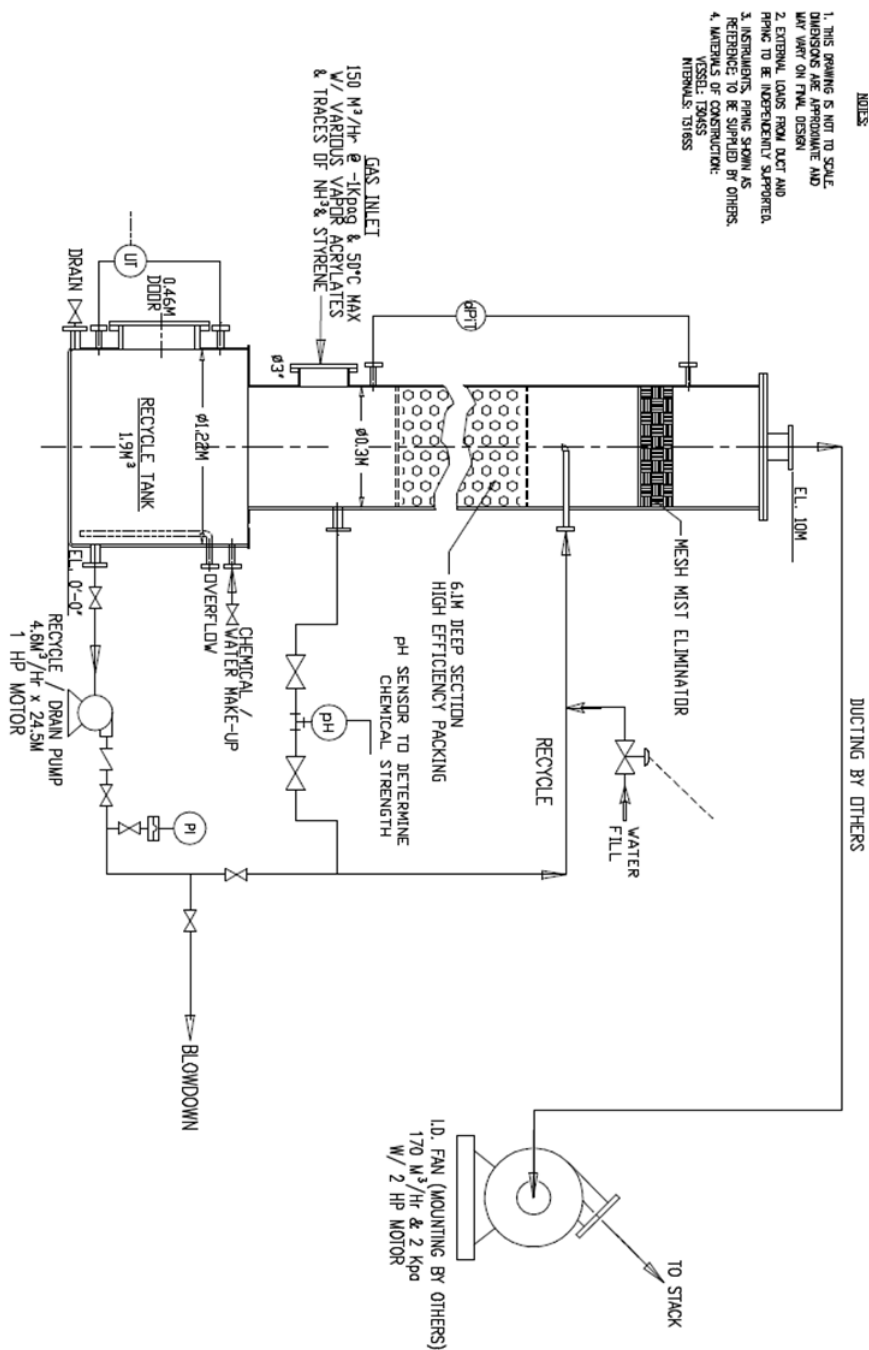 NOTES:
1. THIS DRAWING IS NOT TO SCALE.
DIMENSIONS ARE APPROXIMATE AND
MAY VARY ON FINAL DESIGN
2. EXTERNAL LOADS FROM DUCT AND
PIPING TO BE INDEPENDENTLY SUPPORTED.
3. INSTRUMENTS, PIPING SHOWN AS
REFERENCE; TO BE SUPPLIED BY OTHERS.
4. MATERIALS OF CONSTRUCTION:
VESSEL: T304SS
INTERNALS: T316SS
DUCTING BY OTHERS
EL. 10M
MESH MIST ELIMINATOR
WATER
FILL
RECYCLE
dPiT
6.1M DEEP SECTION
HIGH EFFICIENCY PACKING
I.D. FAN (MOUNTING BY OTHERS)
170 M³/Hr & 2 Kpa
W/ 2 HP MOTOR
TO STACK
GAS INLET
150 M³/Hr @ -1Kpag & 50°C MAX
W/ VARIOUS VAPOR ACRYLATES
& TRACES OF NH³ & STYRENE
ø3"
ø0.3M
pH SENSOR TO DETERMINE
CHEMICAL STRENGTH
pH
0.46M
DOOR
LIT
DRAIN
ø1.22M
RECYCLE TANK
1.9M³
CHEMICAL /
WATER MAKE-UP
OVERFLOW
EL. 0'-0"
RECYCLE / DRAIN PUMP
4.6M³/Hr x 24.5M
1 HP MOTOR
PI
BLOWDOWN